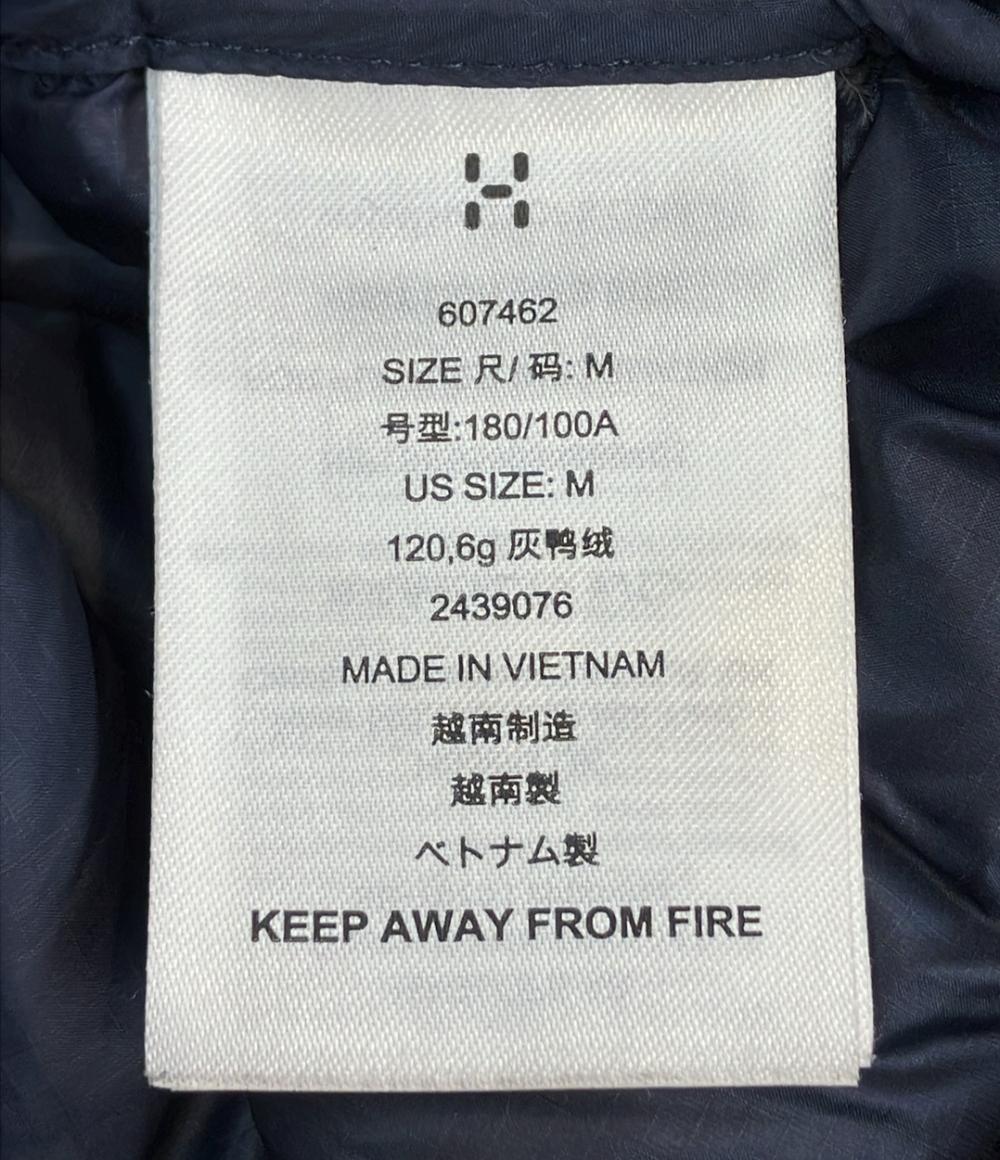 607462
SIZE 尺/ 码: M
号型:180/100A
US SIZE: M
120,6g 灰鸭绒
2439076
MADE IN VIETNAM
越南制造
越南製
ベトナム製
KEEP AWAY FROM FIRE